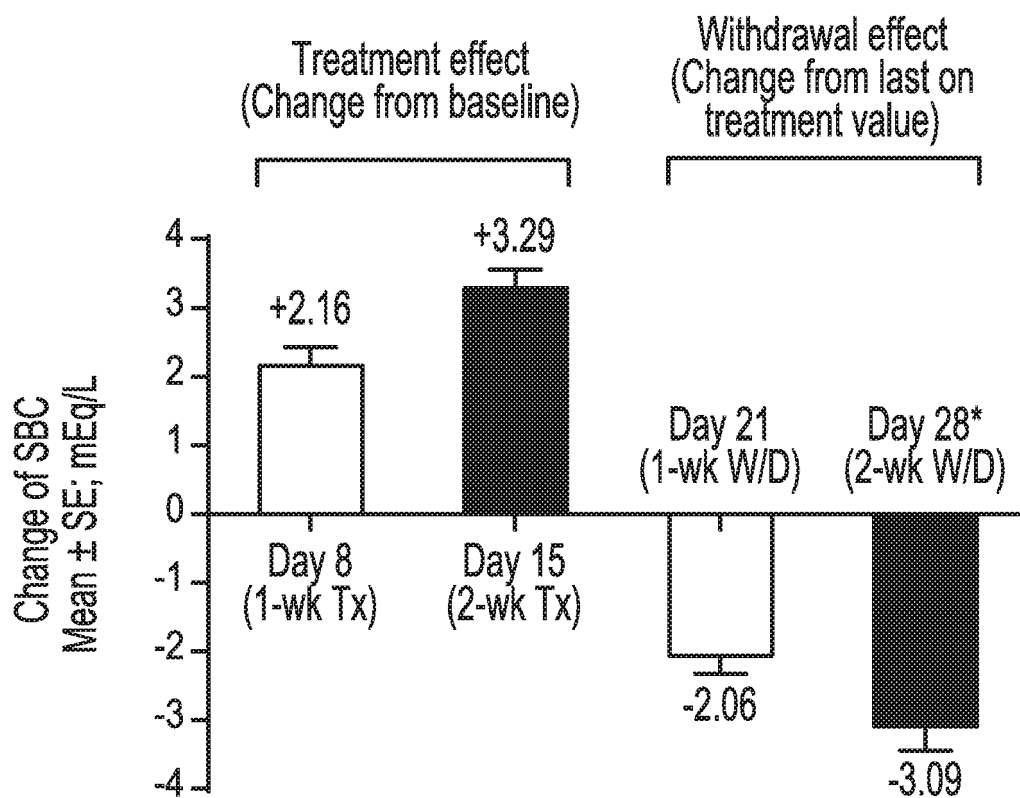 Treatment effect
(Change from baseline)
Withdrawal effect
(Change from last on
treatment value)
Change of SBC
Mean ± SE; mEq/L
4
3
2
1
0
-1
-2
-3
-4
+2.16
+3.29
Day 21
(1-wk W/D)
Day 28*
(2-wk W/D)
Day 8
(1-wk Tx)
Day 15
(2-wk Tx)
-2.06
-3.09